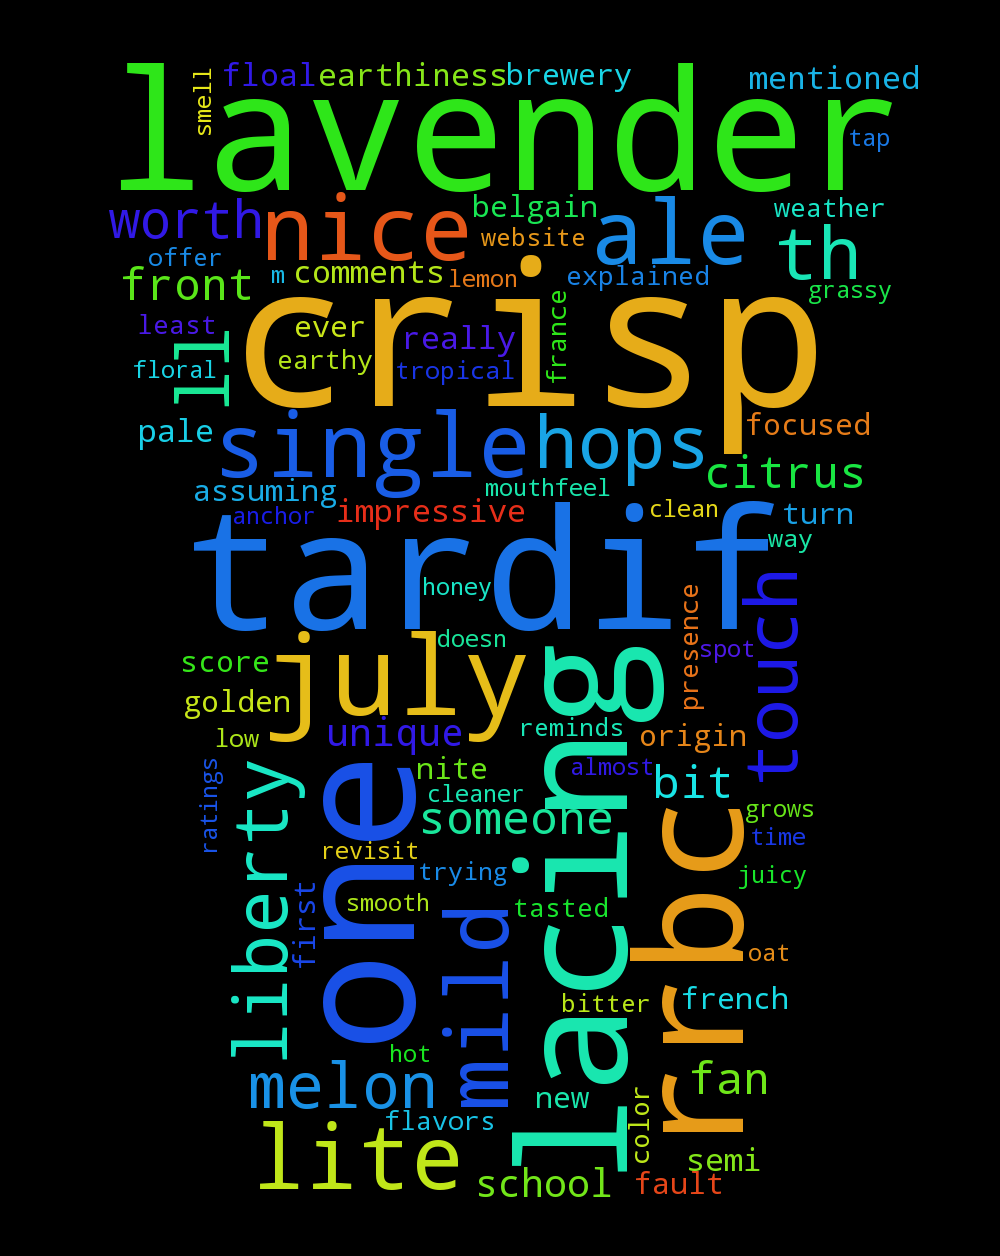 floal earthiness brewery mentioned
smell
lavender
tap
worth nice belgain ale weather
website th
offer
front m comments lemon explained grassy
crisp
least ever really france
ll
floral earthy tropical
pale single hops focused
citrus
assuming mouthfeel
anchor impressive clean turn
tardif way
honey
touch
presence
doesn spot
score july
golden
low unique reminds origin
ratings nite almost bit
liberty one cleaner lacing rrbc grows
someone time
revisit
trying juicy
first smooth mild tasted
oat
bitter french
hot
melon new fan
flavors color
lite semi
school fault